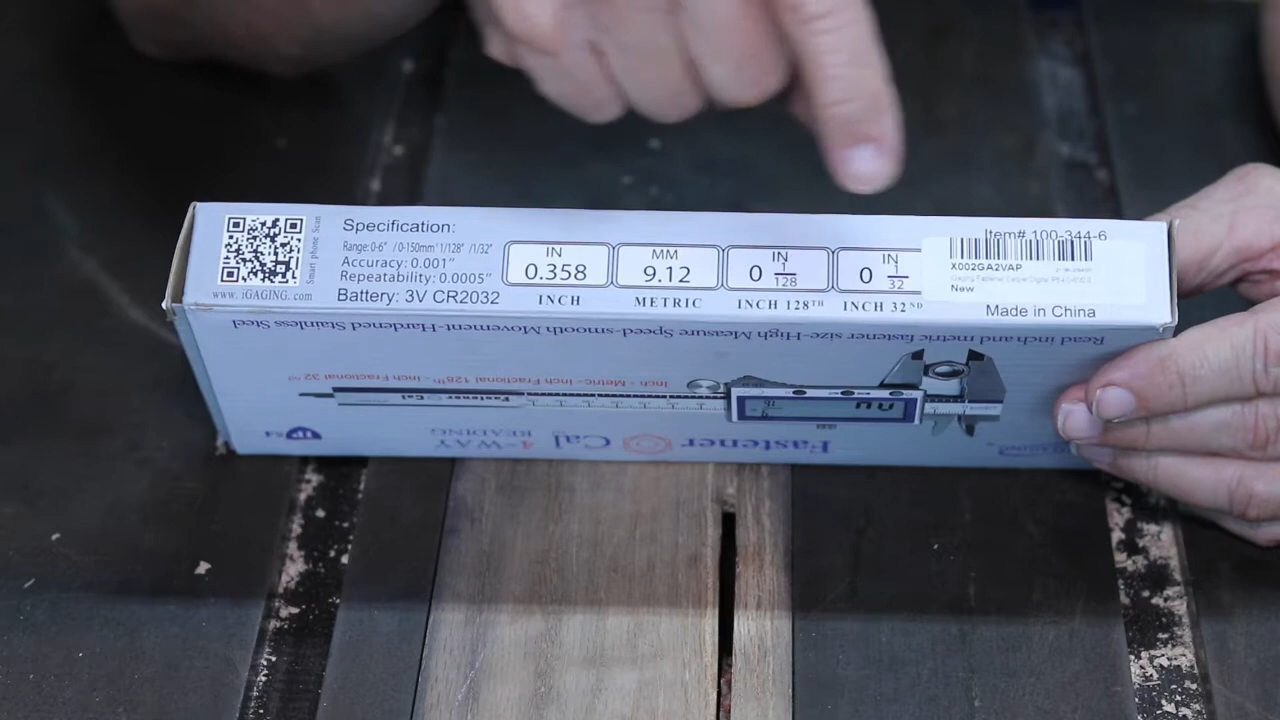 Smart phone Scan
www.iGAGING.com
Specification:
Range:0-6" /0-150mm/1/128" /1/32"
Accuracy: 0.001"
Repeatability: 0.0005"
Battery: 3V CR2032
IN
0.358
INCH
MM
9.12
METRIC
IN
0 1/128
INCH 128TH
IN
0 1/32
INCH 32ND
Item# 100-344-6
X002GA2VAP
New
Made in China
Read inch and metric fastener size-High Measure Speed-smooth Movement-Hardened Stainless Steel
Inch - Metric - Inch Fractional 128th - Inch Fractional 32nd
Fastener Cal
Fastener Cal 4-WAY
READING
iGAGING
IP54